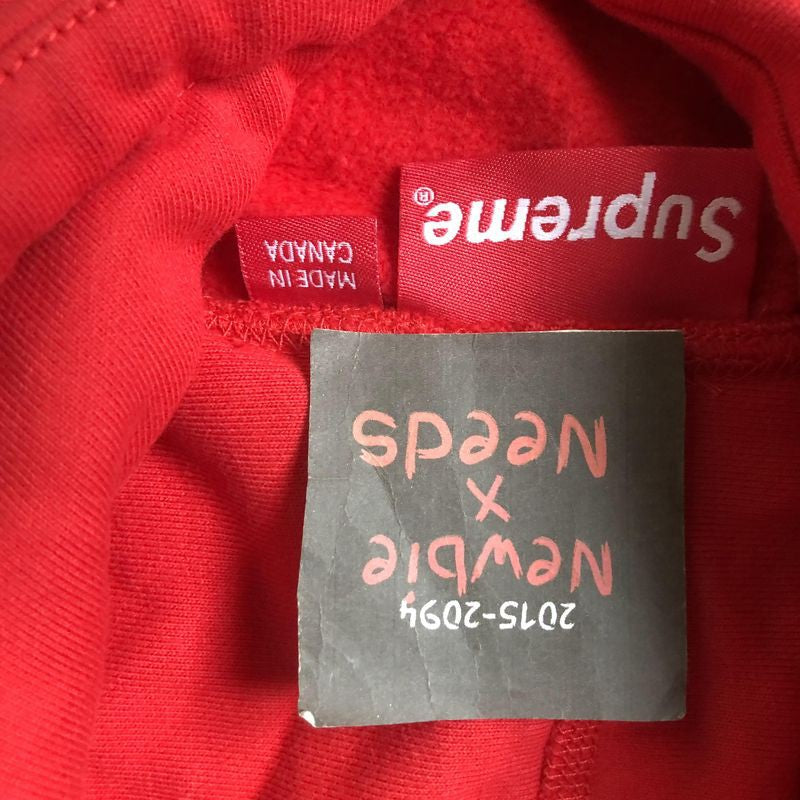 2015-2094
Newbie
x
Needs
Supreme®
MADE IN
CANADA